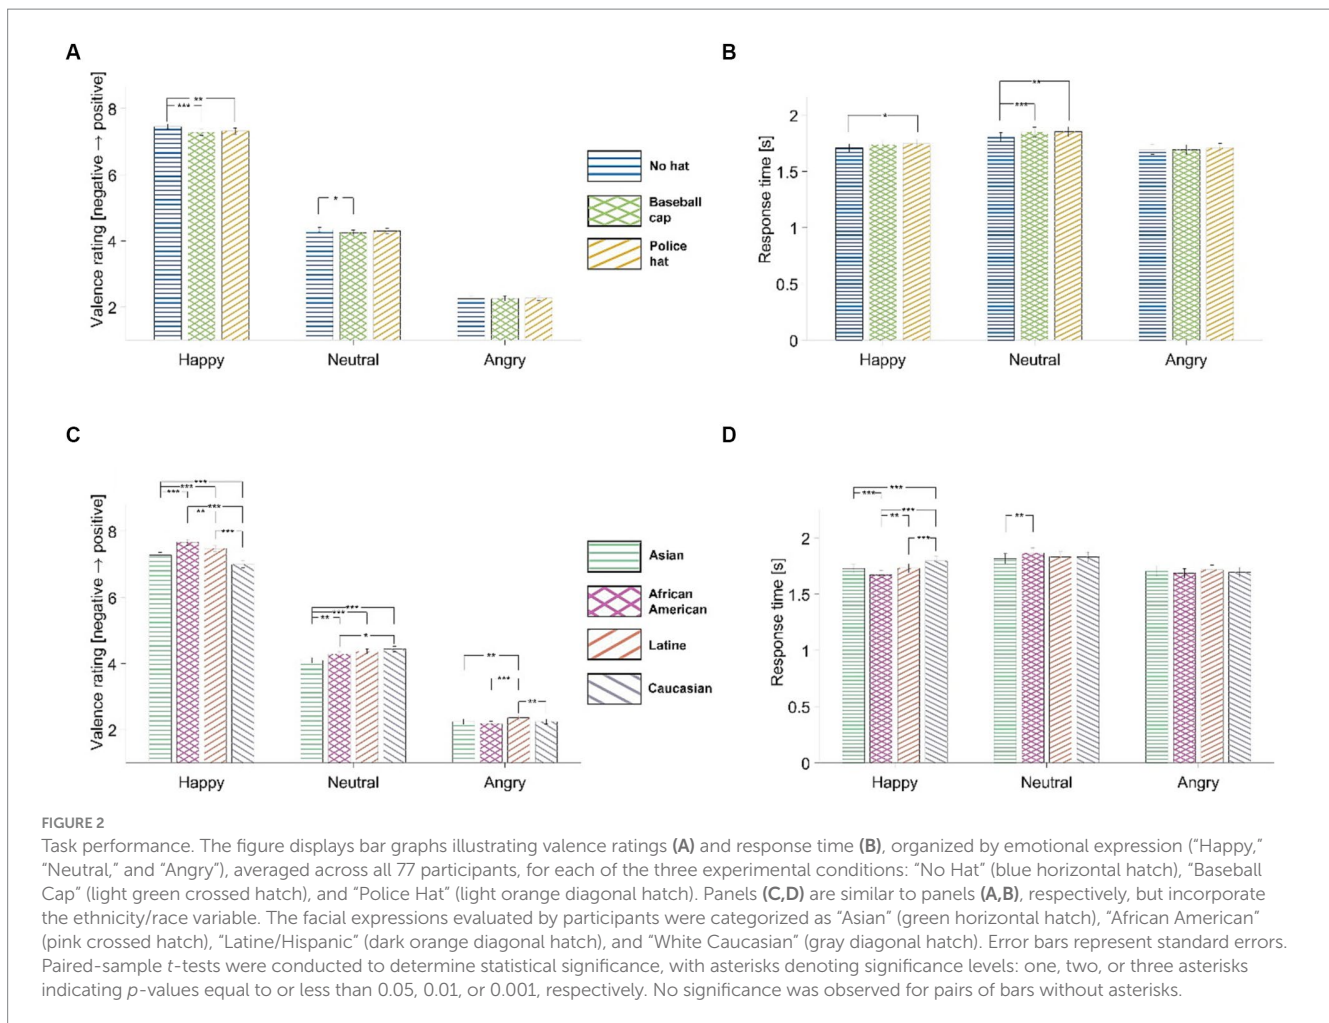 A
B
Valence rating [negative → positive]
8
6
4
2
***
**
*
Happy
Neutral
Angry
No hat
Baseball
cap
Police
hat
Response time [s]
2
1.5
1
0.5
0
*
***
**
Happy
Neutral
Angry
C
D
Valence rating [negative → positive]
8
6
4
2
***
***
***
***
**
***
***
***
**
*
**
***
**
Happy
Neutral
Angry
Asian
African
American
Latine
Caucasian
Response time [s]
2
1.5
1
0.5
0
***
***
***
**
***
**
Happy
Neutral
Angry
FIGURE 2
Task performance. The figure displays bar graphs illustrating valence ratings (A) and response time (B), organized by emotional expression (“Happy,”
“Neutral,” and “Angry”), averaged across all 77 participants, for each of the three experimental conditions: “No Hat” (blue horizontal hatch), “Baseball
Cap” (light green crossed hatch), and “Police Hat” (light orange diagonal hatch). Panels (C,D) are similar to panels (A,B), respectively, but incorporate
the ethnicity/race variable. The facial expressions evaluated by participants were categorized as “Asian” (green horizontal hatch), “African American”
(pink crossed hatch), “Latine/Hispanic” (dark orange diagonal hatch), and “White Caucasian” (gray diagonal hatch). Error bars represent standard errors.
Paired-sample t-tests were conducted to determine statistical significance, with asterisks denoting significance levels: one, two, or three asterisks
indicating p-values equal to or less than 0.05, 0.01, or 0.001, respectively. No significance was observed for pairs of bars without asterisks.